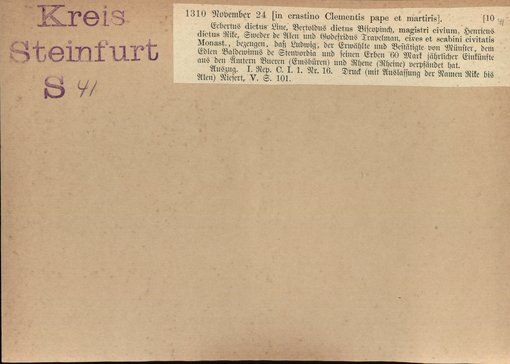 Kreis
Steinfurt
S 41
1310 November 24 [in crastino Clementis pape et martiris]. [10
Ecbertus dictus Line, Bertoldus dictus Biscopinch, magistri civium, Henricus
dictus Rike, Sweder de Alen und Godefridus Travelman, cives et scabini civitatis
Monast., bezeugen, daß Ludwig, der Erwählte und Bestätigte von Münster, dem
Edlen Baldewinus de Stenvordia und seinen Erben 60 Mark jährlicher Einkünfte
aus den Ämtern Bueren (Emsbüren) und Rhene (Rheine) verpfändet hat.
Auszug. I. Rep. C. I. 1. Nr. 16. Druck (mit Auslassung der Namen Rike bis
Alen) Niesert, V. S. 101.